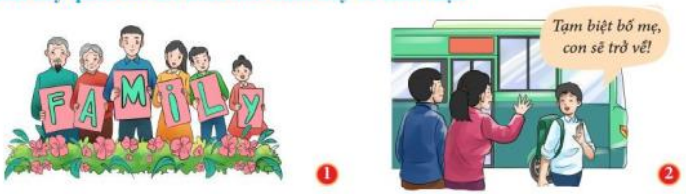 FAMiLy
1
Tạm biệt bố mẹ,
con sẽ trở về!
2